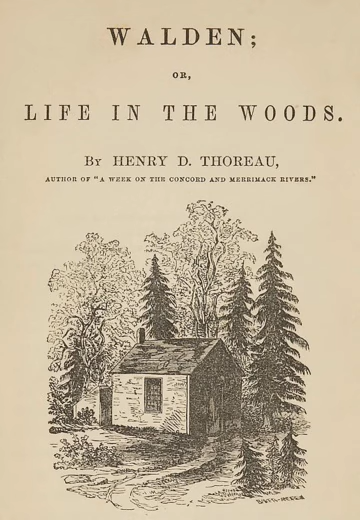 WALDEN;
OR,
LIFE IN THE WOODS.
BY HENRY D. THOREAU,
AUTHOR OF "A WEEK ON THE CONCORD AND MERRIMACK RIVERS."